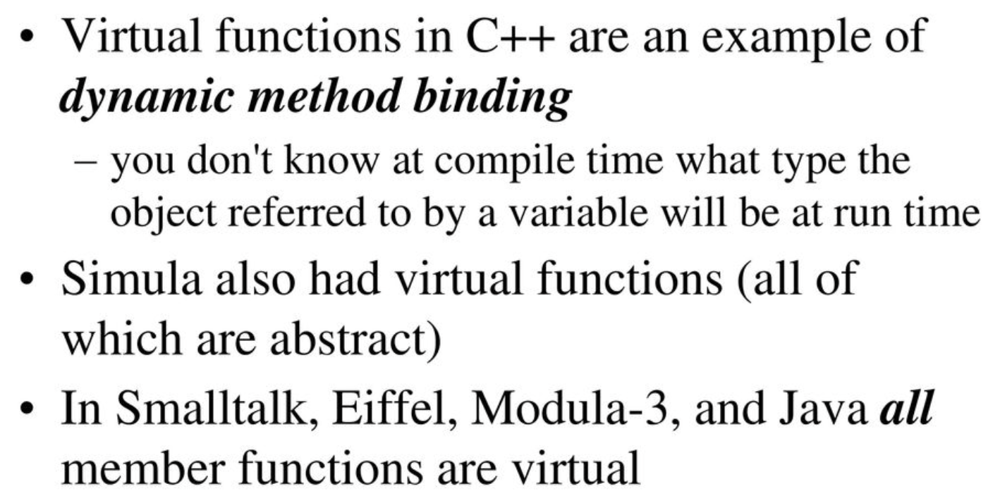 • Virtual functions in C++ are an example of
dynamic method binding
– you don't know at compile time what type the
object referred to by a variable will be at run time
• Simula also had virtual functions (all of
which are abstract)
• In Smalltalk, Eiffel, Modula-3, and Java all
member functions are virtual